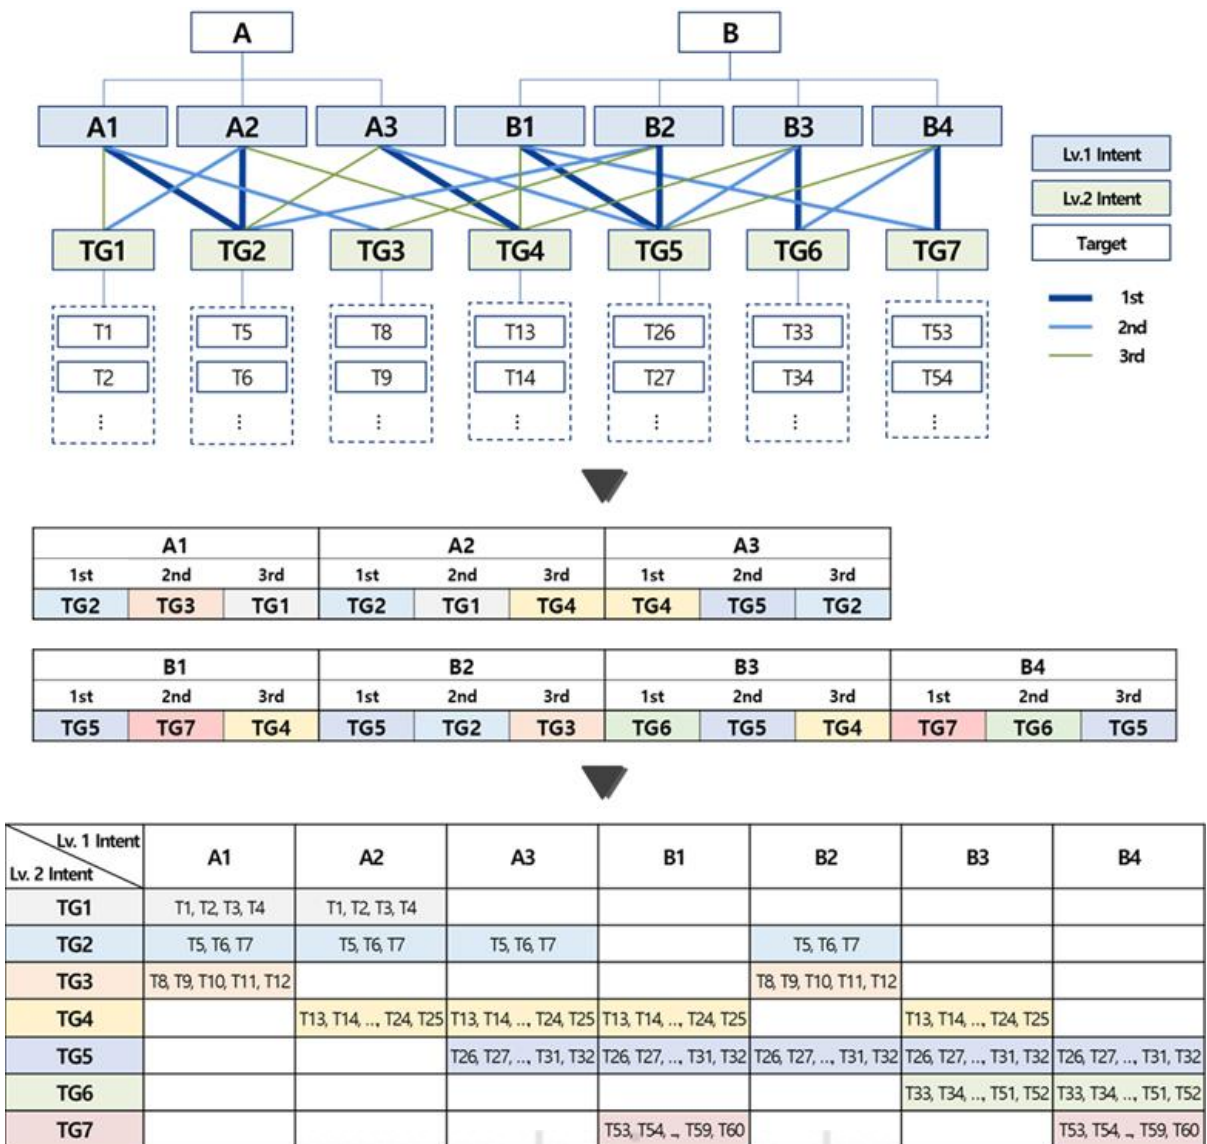 A B
A1 A2 A3 B1 B2 B3 B4
Lv.1 Intent
Lv.2 Intent
Target
TG1 TG2 TG3 TG4 TG5 TG6 TG7
1st
2nd
3rd
T1 T5 T8 T13 T26 T33 T53
T2 T6 T9 T14 T27 T34 T54
⋮ ⋮ ⋮ ⋮ ⋮ ⋮ ⋮
A1 A2 A3
1st 2nd 3rd 1st 2nd 3rd 1st 2nd 3rd
TG2 TG3 TG1 TG2 TG1 TG4 TG4 TG5 TG2
B1 B2 B3 B4
1st 2nd 3rd 1st 2nd 3rd 1st 2nd 3rd 1st 2nd 3rd
TG5 TG7 TG4 TG5 TG2 TG3 TG6 TG5 TG4 TG7 TG6 TG5
Lv. 1 Intent
Lv. 2 Intent
A1 A2 A3 B1 B2 B3 B4
TG1 T1, T2, T3, T4 T1, T2, T3, T4
TG2 T5, T6, T7 T5, T6, T7 T5, T6, T7 T5, T6, T7
TG3 T8, T9, T10, T11, T12 T8, T9, T10, T11, T12
TG4 T13, T14, .., T24, T25 T13, T14, .., T24, T25 T13, T14, .., T24, T25 T13, T14, .., T24, T25
TG5 T26, T27, .., T31, T32 T26, T27, .., T31, T32 T26, T27, .., T31, T32 T26, T27, .., T31, T32 T26, T27, .., T31, T32
TG6 T33, T34, .., T51, T52 T33, T34, .., T51, T52
TG7 T53, T54, .., T59, T60 T53, T54, .., T59, T60